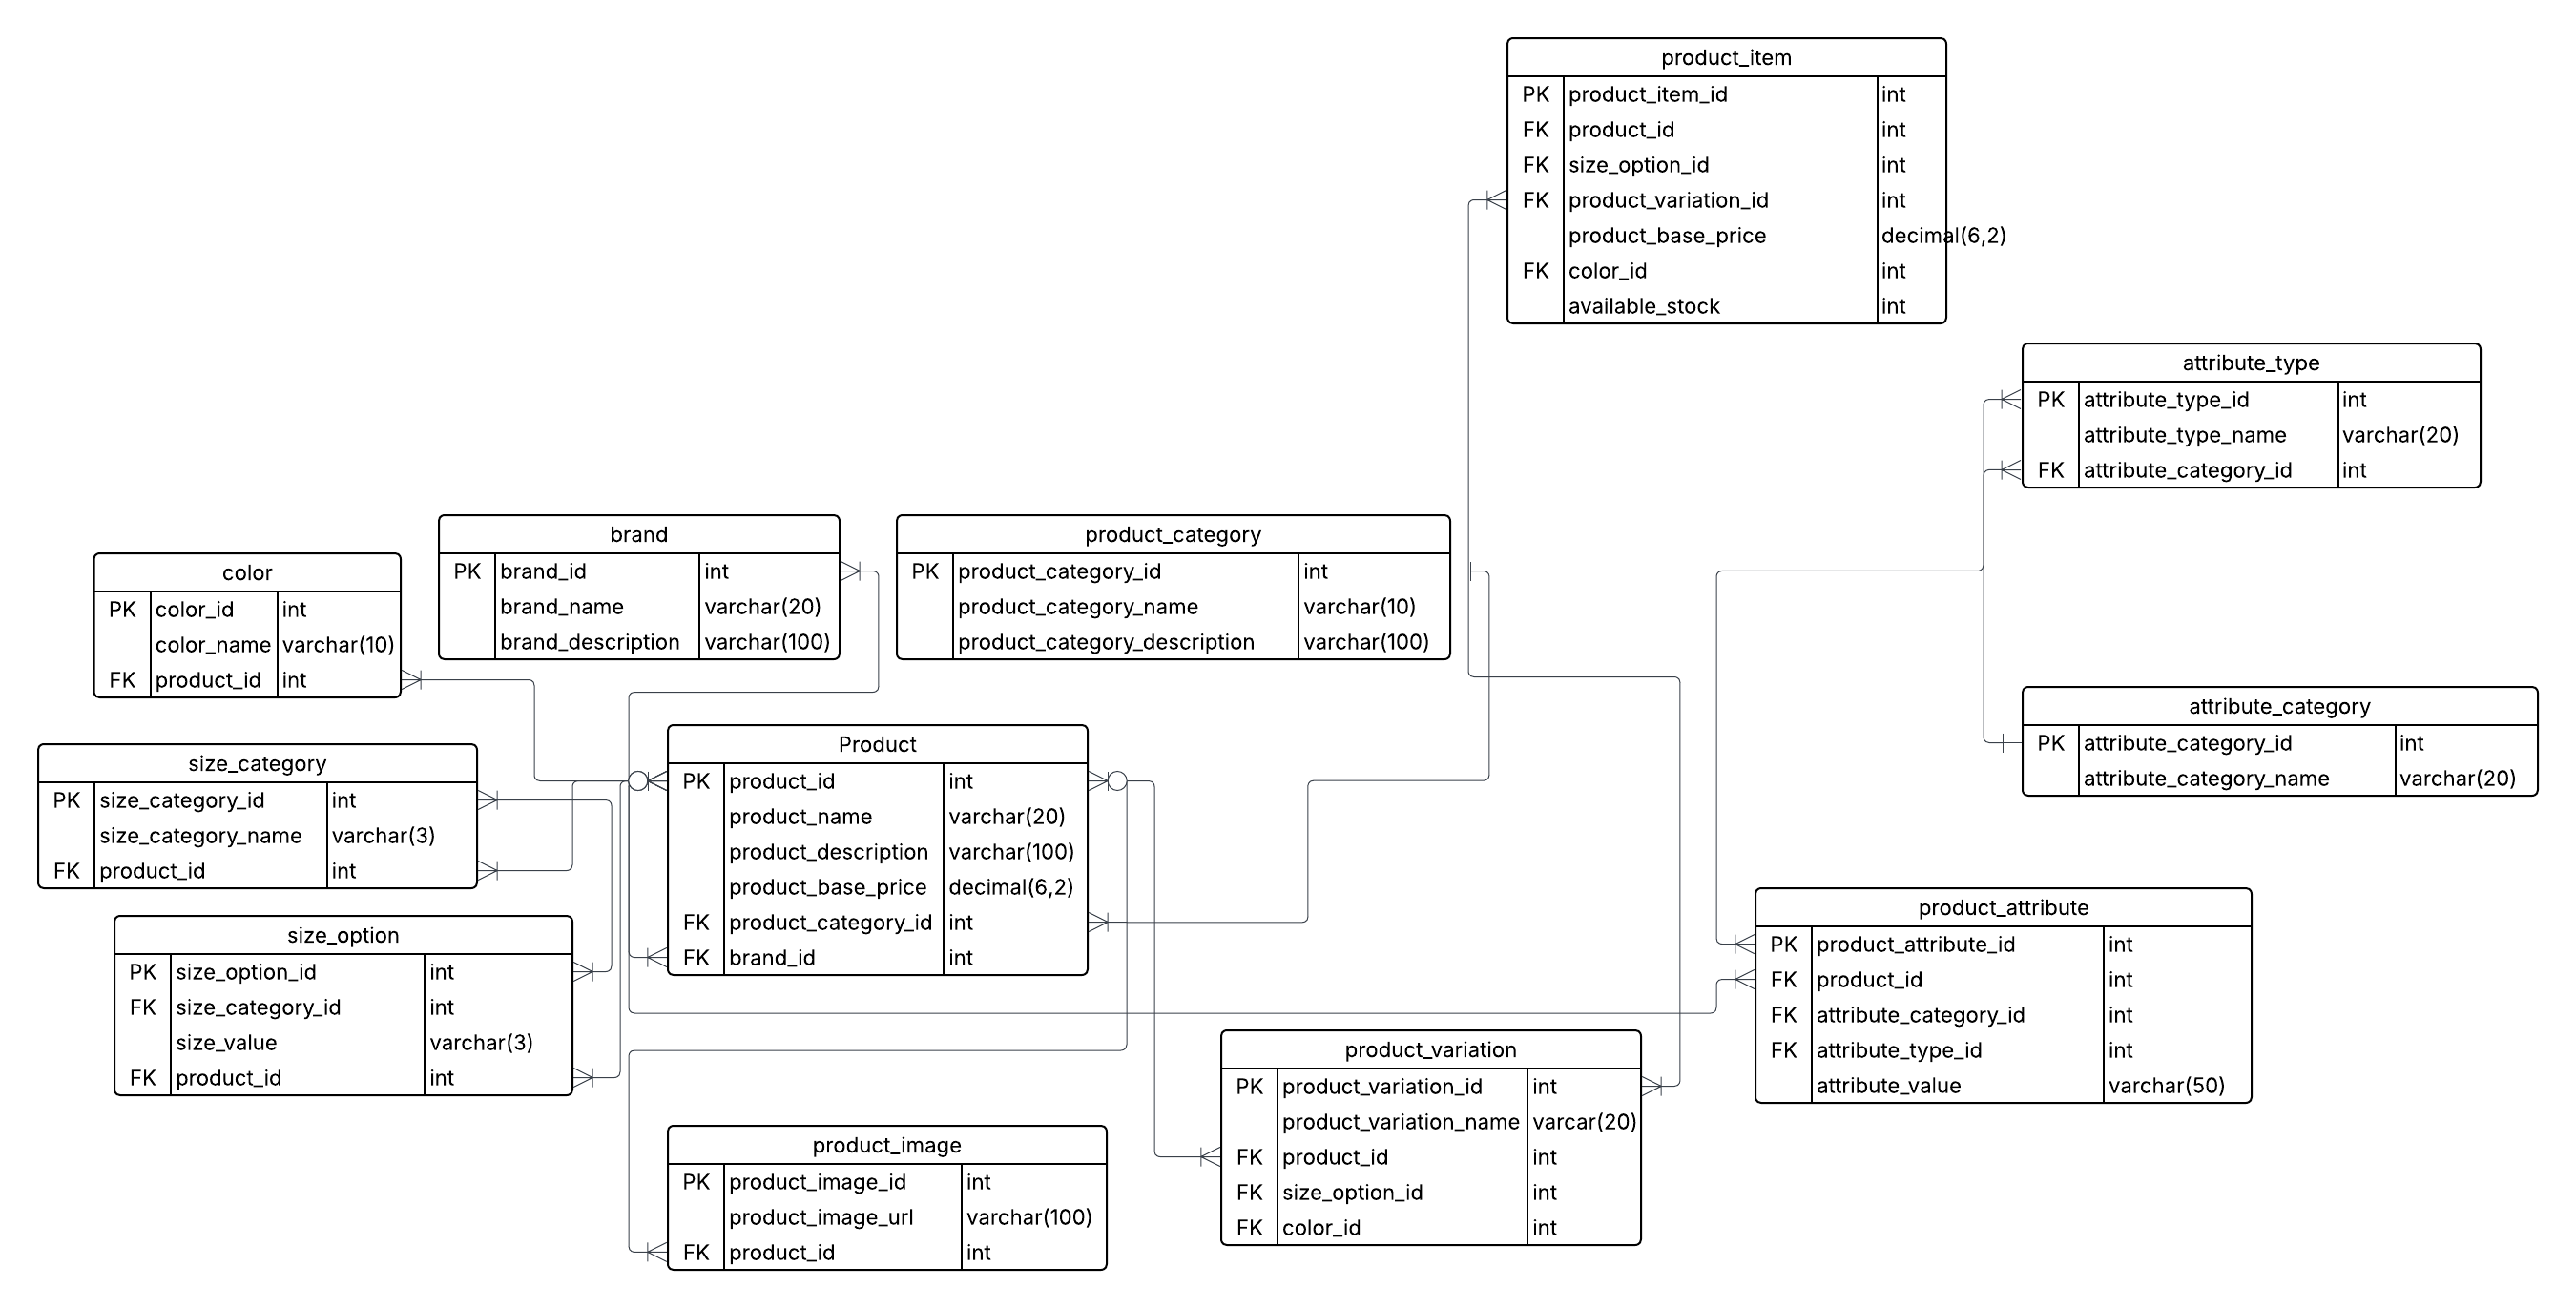 product_item
PK product_item_id int
FK product_id int
FK size_option_id int
FK product_variation_id int
product_base_price decimal(6,2)
FK color_id int
available_stock int
attribute_type
PK attribute_type_id int
attribute_type_name varchar(20)
FK attribute_category_id int
brand
PK brand_id int
brand_name varchar(20)
brand_description varchar(100)
product_category
PK product_category_id int
product_category_name varchar(10)
product_category_description varchar(100)
color
PK color_id int
color_name varchar(10)
FK product_id int
attribute_category
PK attribute_category_id int
attribute_category_name varchar(20)
Product
PK product_id int
product_name varchar(20)
product_description varchar(100)
product_base_price decimal(6,2)
FK product_category_id int
FK brand_id int
size_category
PK size_category_id int
size_category_name varchar(3)
FK product_id int
size_option
PK size_option_id int
FK size_category_id int
size_value varchar(3)
FK product_id int
product_attribute
PK product_attribute_id int
FK product_id int
FK attribute_category_id int
FK attribute_type_id int
attribute_value varchar(50)
product_variation
PK product_variation_id int
product_variation_name varcar(20)
FK product_id int
FK size_option_id int
FK color_id int
product_image
PK product_image_id int
product_image_url varchar(100)
FK product_id int